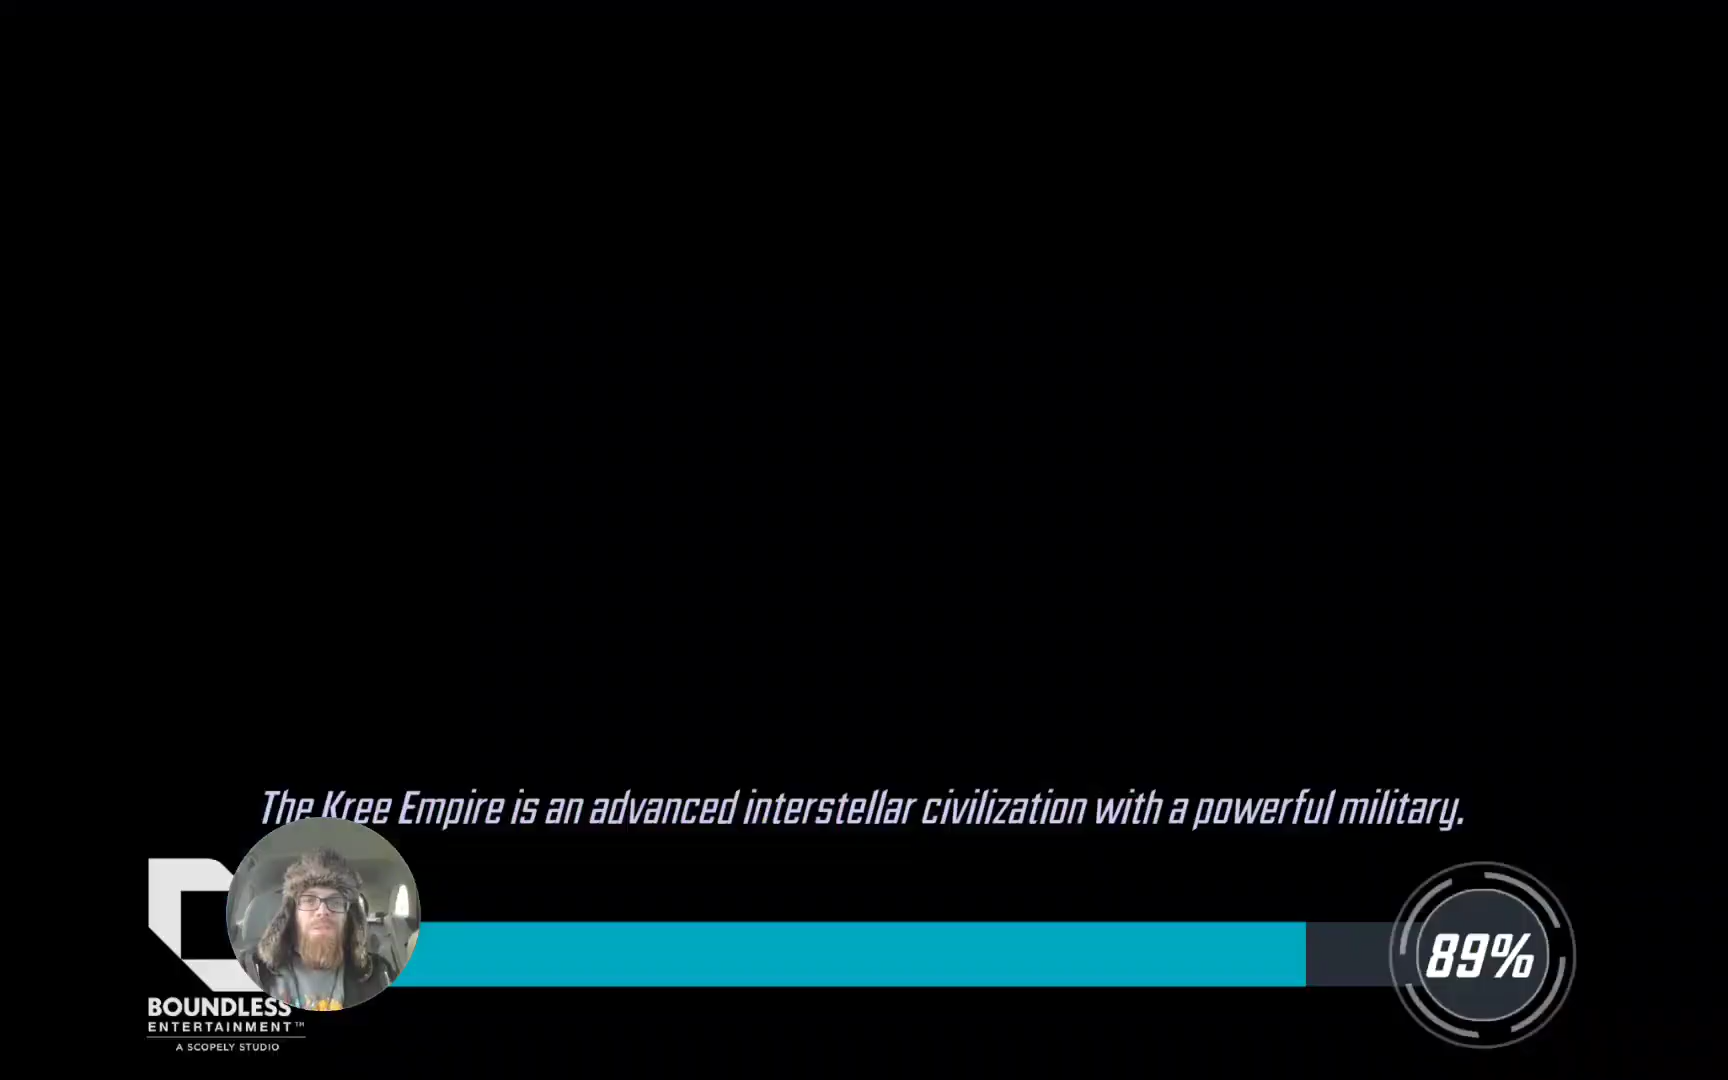 The Kree Empire is an advanced interstellar civilization with a powerful military.
89%
BOUNDLESS
ENTERTAINMENT™
A SCOPELY STUDIO